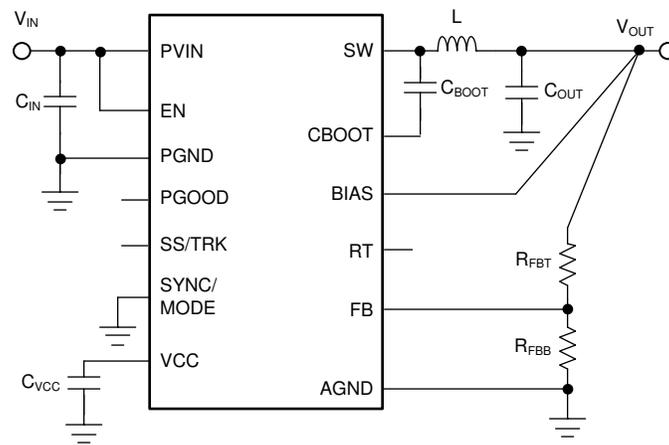 VIN
L
VOUT
PVIN
SW
CIN
CBOOT
COUT
EN
CBOOT
PGND
BIAS
PGOOD
SS/TRK
RT
RFBT
SYNC/
MODE
FB
RFBB
VCC
CVCC
AGND